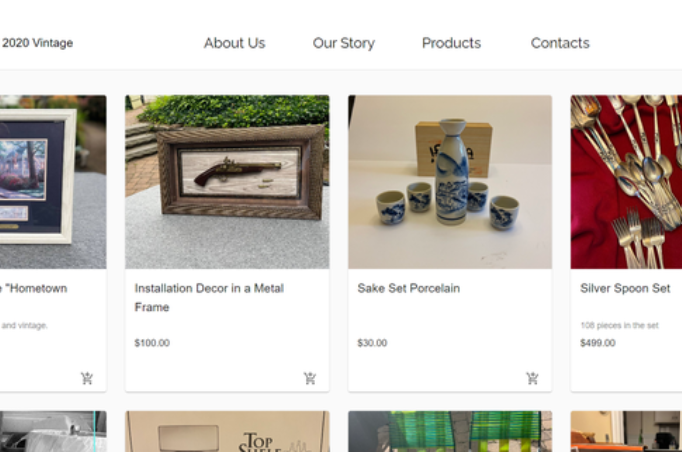 2020 Vintage
About Us
Our Story
Products
Contacts
"Hometown
and vintage.
Installation Decor in a Metal
Frame
$100.00
Sake Set Porcelain
$30.00
Silver Spoon Set
108 pieces in the set
$499.00
TOP
SHELF